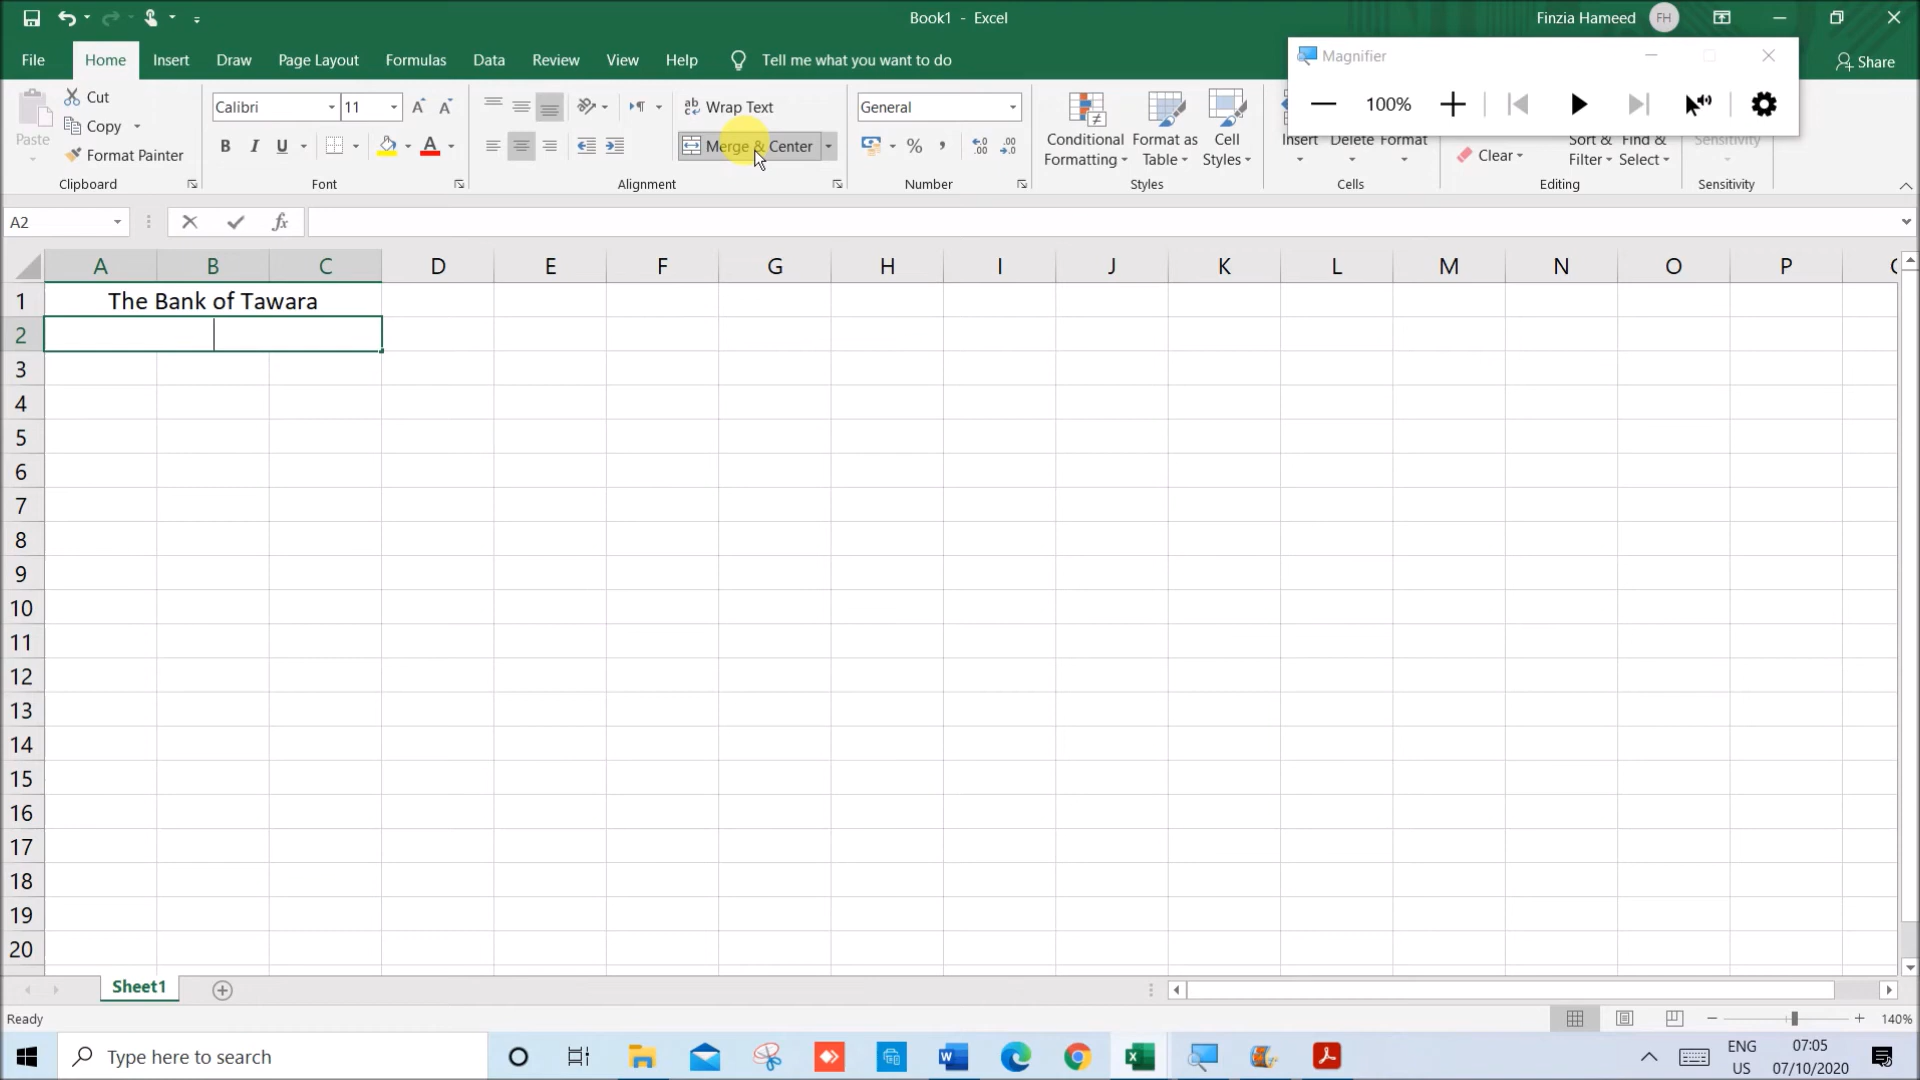 Book1 - Excel
Finzia Hameed
FH
File
Home
Insert
Draw
Page Layout
Formulas
Data
Review
View
Help
Tell me what you want to do
Share
Magnifier
100%
Paste
Cut
Copy
Format Painter
Clipboard
Calibri
11
B
I
U
A
Font
Wrap Text
Merge & Center
Alignment
General
%
Number
Conditional
Formatting
Format as
Table
Cell
Styles
Styles
Insert
Delete
Format
Cells
Clear
Sort &
Filter
Find &
Select
Editing
Sensitivity
Sensitivity
A2
fx
A B C D E F G H I J K L M N O P
1 The Bank of Tawara
2
3
4
5
6
7
8
9
10
11
12
13
14
15
16
17
18
19
20
Sheet1
Ready
140%
Type here to search
ENG
US
07:05
07/10/2020